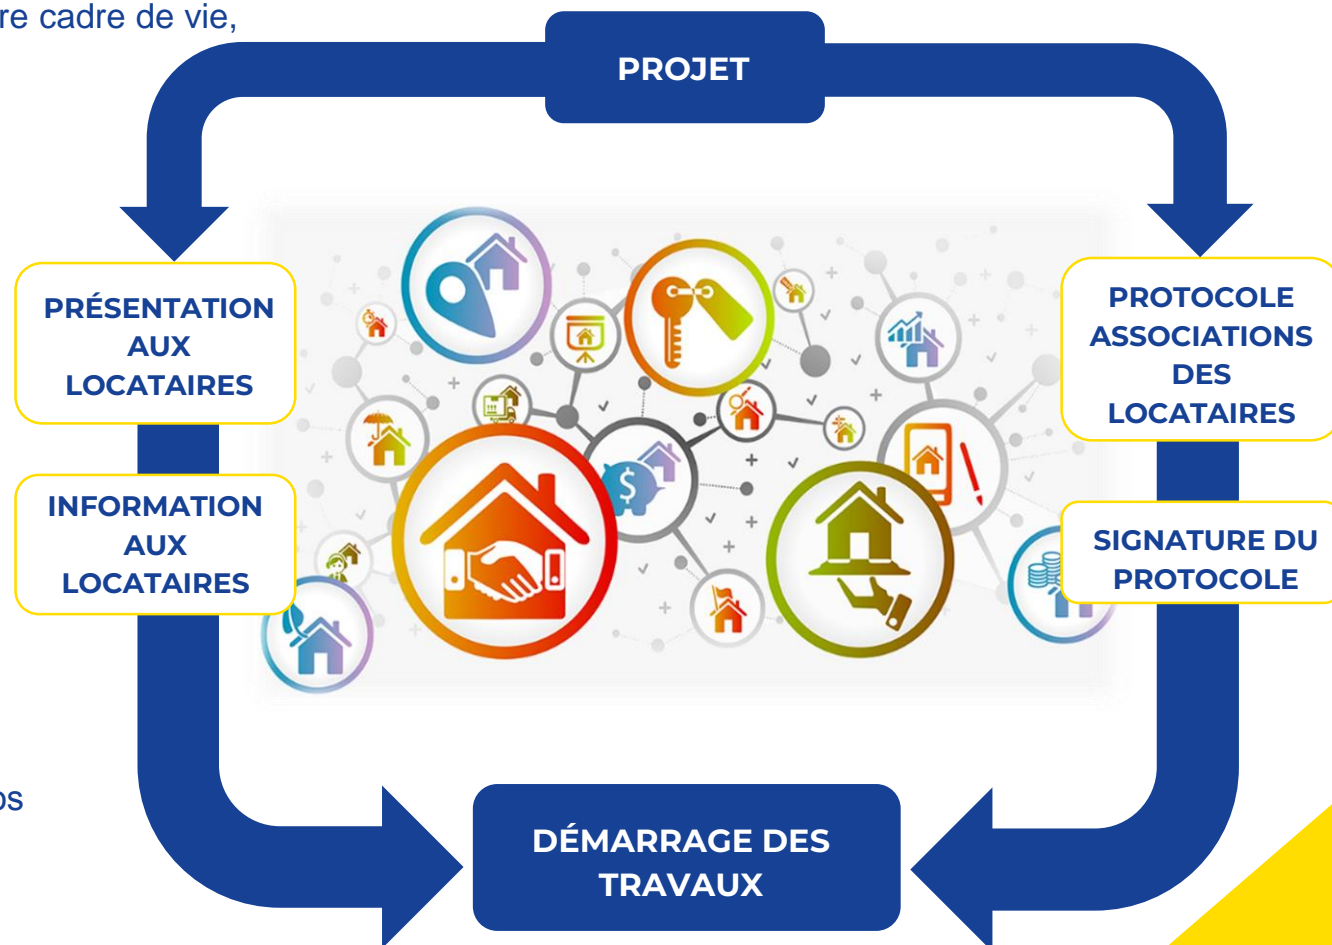 re cadre de vie,
PROJET
PRÉSENTATION
AUX
LOCATAIRES
INFORMATION
AUX
LOCATAIRES
PROTOCOLE
ASSOCIATIONS
DES
LOCATAIRES
SIGNATURE DU
PROTOCOLE
os
DÉMARRAGE DES
TRAVAUX